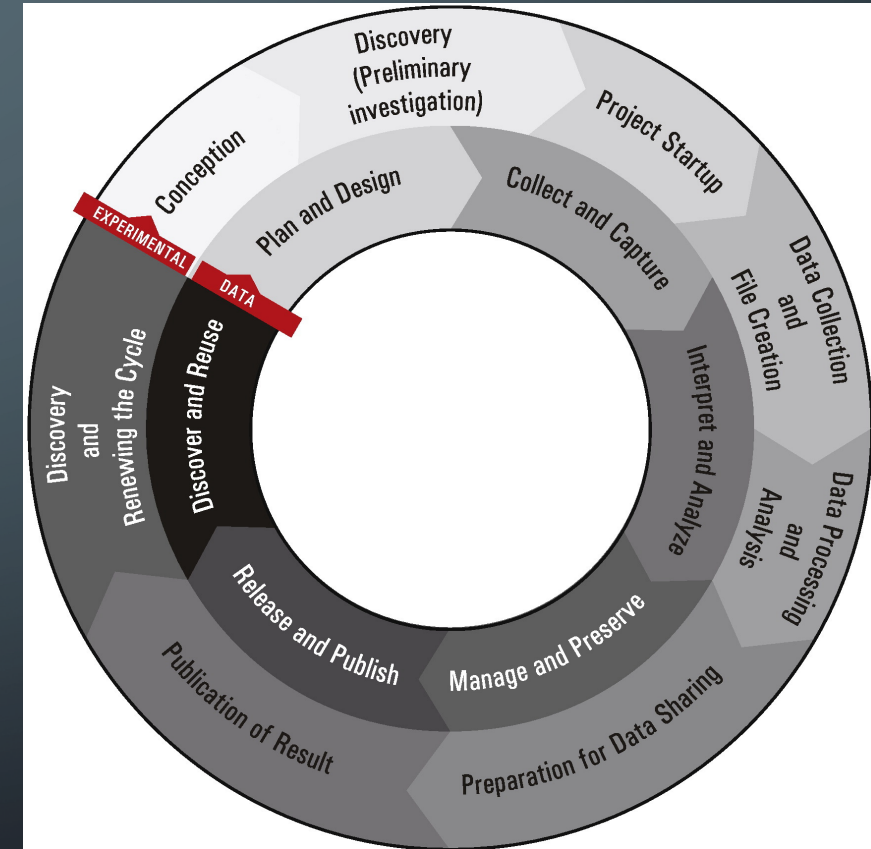 Discovery
(Preliminary
investigation)
Project Startup
Data Collection
and
File Creation
Data Processing
and
Analysis
Preparation for Data Sharing
Publication of Result
Discovery
and
Renewing the Cycle
Conception
EXPERIMENTAL
DATA
Plan and Design
Collect and Capture
Interpret and Analyze
Manage and Preserve
Release and Publish
Discover and Reuse